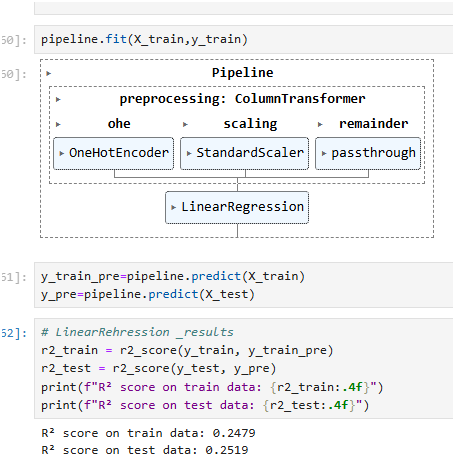 50]: pipeline.fit(X_train,y_train)
50]:
Pipeline
preprocessing: ColumnTransformer
ohe scaling remainder
OneHotEncoder StandardScaler passthrough
LinearRegression
51]: y_train_pre=pipeline.predict(X_train)
y_pre=pipeline.predict(X_test)
52]: # LinearRehression _results
r2_train = r2_score(y_train, y_train_pre)
r2_test = r2_score(y_test, y_pre)
print(f"R² score on train data: {r2_train:.4f}")
print(f"R² score on test data: {r2_test:.4f}")
R² score on train data: 0.2479
R² score on test data: 0.2519